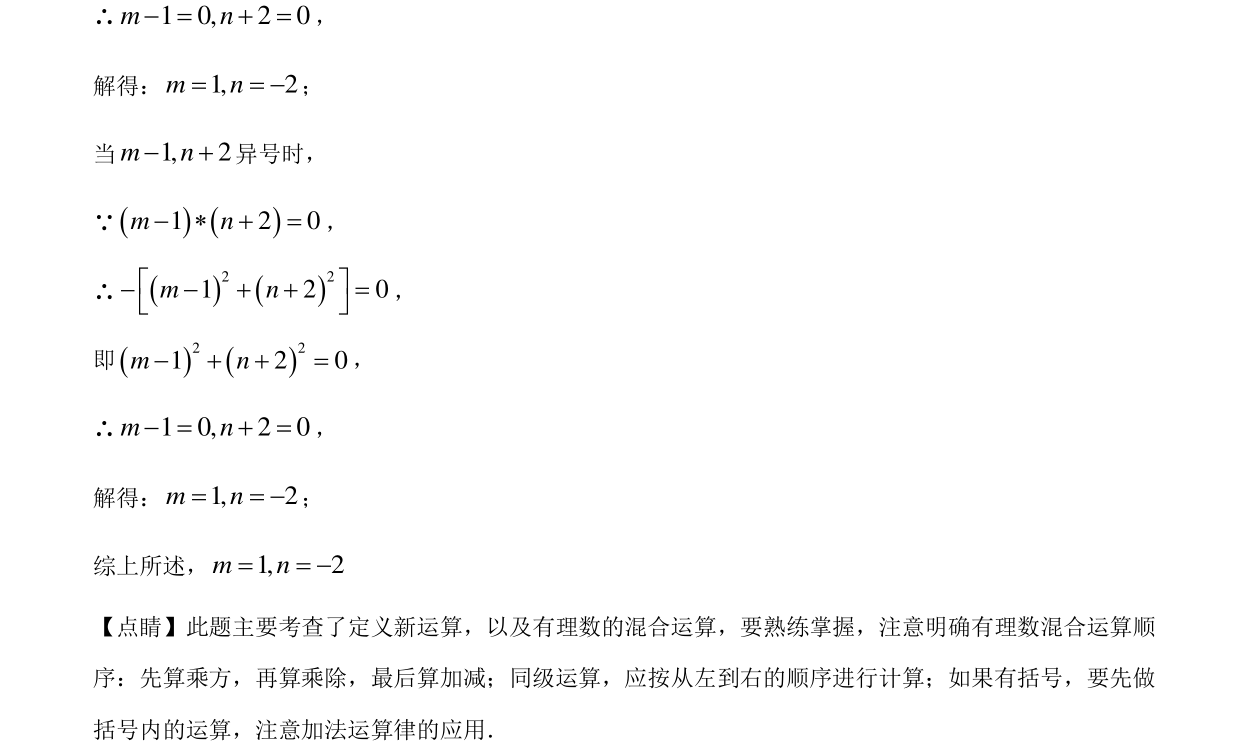 ∴m−1=0,n+2=0,
解得：m=1,n=−2；
当m−1,n+2异号时，
∵(m−1)*(n+2)=0，
∴−[(m−1)²+(n+2)²]=0，
即(m−1)²+(n+2)²=0，
∴m−1=0,n+2=0，
解得：m=1,n=−2；
综上所述，m=1,n=−2
【点睛】此题主要考查了定义新运算，以及有理数的混合运算，要熟练掌握，注意明确有理数混合运算顺
序：先算乘方，再算乘除，最后算加减；同级运算，应按从左到右的顺序进行计算；如果有括号，要先做
括号内的运算，注意加法运算律的应用．